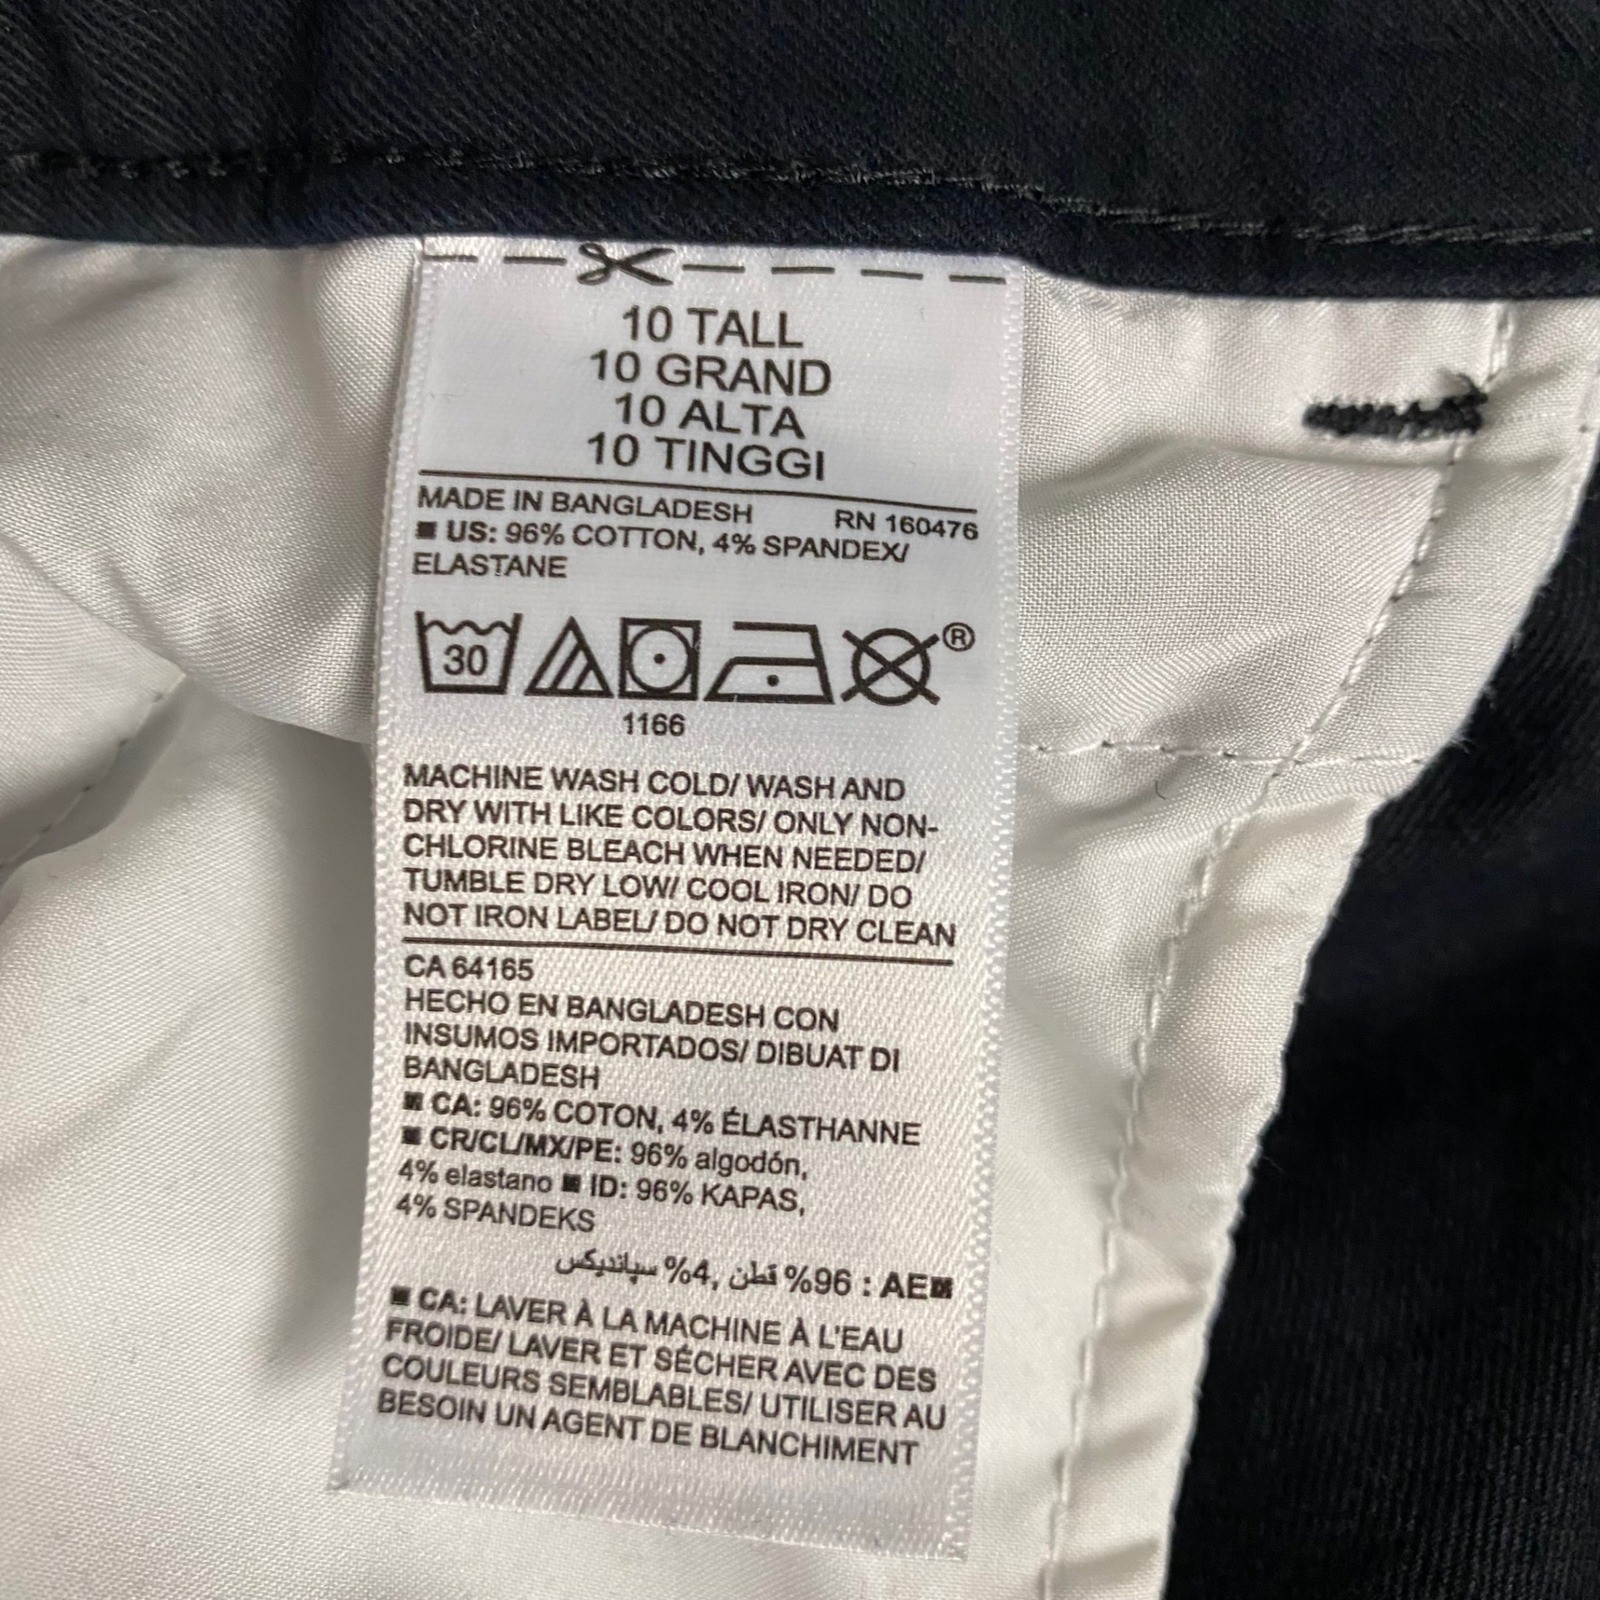 10 TALL
10 GRAND
10 ALTA
10 TINGGI
MADE IN BANGLADESH RN 160476
US: 96% COTTON, 4% SPANDEX/
ELASTANE
30 ®
1166
MACHINE WASH COLD/ WASH AND
DRY WITH LIKE COLORS/ ONLY NON-
CHLORINE BLEACH WHEN NEEDED/
TUMBLE DRY LOW/ COOL IRON/ DO
NOT IRON LABEL/ DO NOT DRY CLEAN
CA 64165
HECHO EN BANGLADESH CON
INSUMOS IMPORTADOS/ DIBUAT DI
BANGLADESH
CA: 96% COTON, 4% ÉLASTHANNE
CR/CL/MX/PE: 96% algodón,
4% elastano ■ ID: 96% KAPAS,
4% SPANDEKS
AE : 96% قطن, 4% سباندیکس
CA: LAVER À LA MACHINE À L'EAU
FROIDE/ LAVER ET SÉCHER AVEC DES
COULEURS SEMBLABLES/ UTILISER AU
BESOIN UN AGENT DE BLANCHIMENT